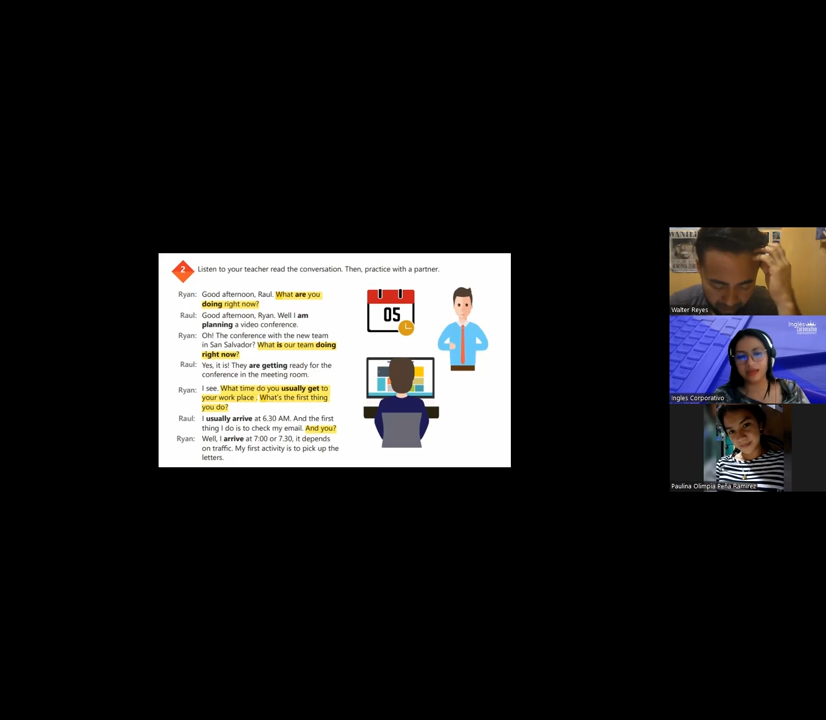 2 Listen to your teacher read the conversation. Then, practice with a partner.
Ryan: Good afternoon, Raul. What are you
doing right now?
Raul: Good afternoon, Ryan, Well I am
planning a video conference.
Ryan: Oh! The conference with the new team
in San Salvador? What is our team doing
right now?
Raul: Yes, it is! They are getting ready for the
conference in the meeting room.
Ryan: I see. What time do you usually get to
your work place . What's the first thing
you do?
Raul: I usually arrive at 6.30 AM. And the first
thing I do is to check my email. And you?
Ryan: Well, I arrive at 7:00 or 7.30, it depends
on traffic. My first activity is to pick up the
letters.
05
WANTED
Walter Reyes
Ingles
Corporativo
Ingles Corporativo
Paulina Olimpia Peña Ramirez